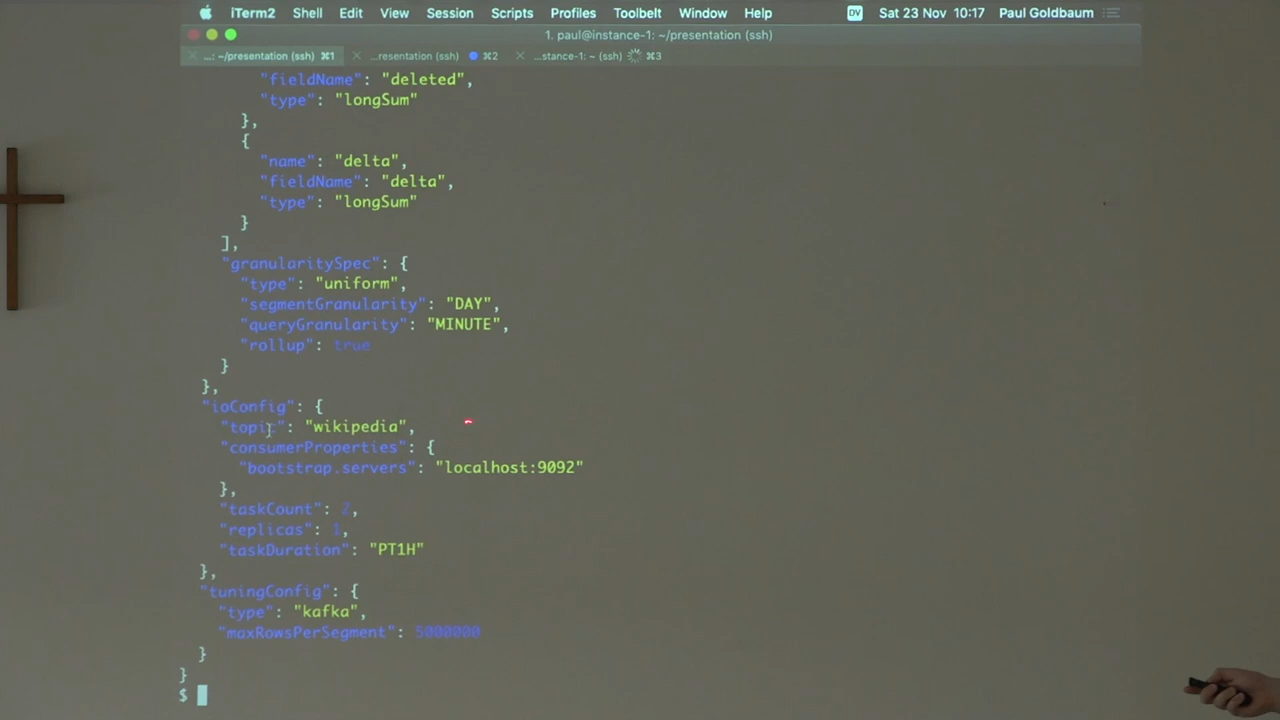 iTerm2 Shell Edit View Session Scripts Profiles Toolbelt Window Help DV Sat 23 Nov 10:17 Paul Goldbaum
1. paul@instance-1: ~/presentation (ssh)
...: ~/presentation (ssh) ⌘1 ...resentation (ssh) ⌘2 ...stance-1: ~ (ssh) ⌘3
"fieldName": "deleted",
"type": "longSum"
},
{
"name": "delta",
"fieldName": "delta",
"type": "longSum"
}
],
"granularitySpec": {
"type": "uniform",
"segmentGranularity": "DAY",
"queryGranularity": "MINUTE",
"rollup": true
}
},
"ioConfig": {
"topic": "wikipedia",
"consumerProperties": {
"bootstrap.servers": "localhost:9092"
},
"taskCount": 2,
"replicas": 1,
"taskDuration": "PT1H"
},
"tuningConfig": {
"type": "kafka",
"maxRowsPerSegment": 5000000
}
}
$